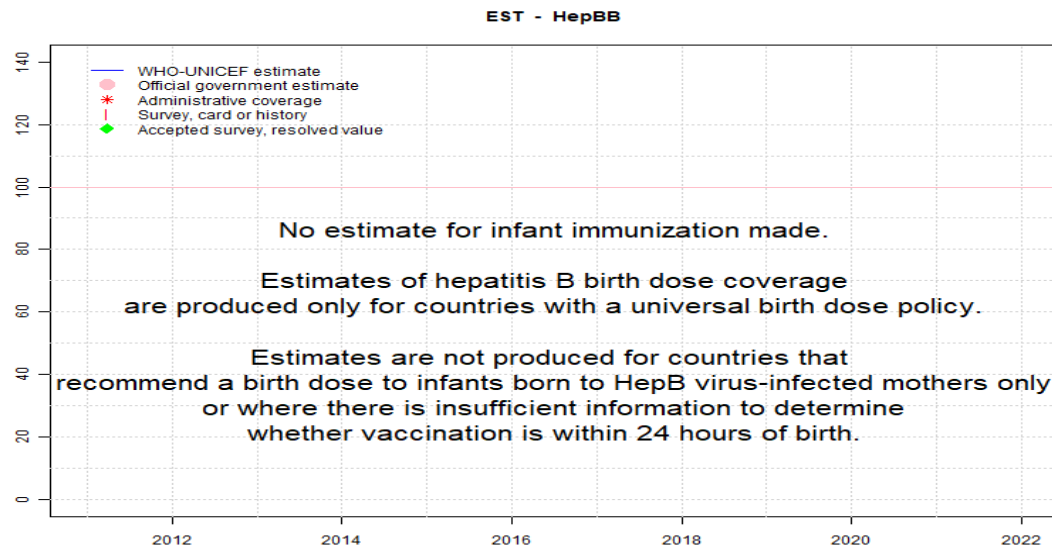 EST - HepBB
140
120
100
80
60
40
20
0
WHO-UNICEF estimate
Official government estimate
Administrative coverage
Survey, card or history
Accepted survey, resolved value
No estimate for infant immunization made.
Estimates of hepatitis B birth dose coverage
are produced only for countries with a universal birth dose policy.
Estimates are not produced for countries that
recommend a birth dose to infants born to HepB virus-infected mothers only
or where there is insufficient information to determine
whether vaccination is within 24 hours of birth.
2012 2014 2016 2018 2020 2022